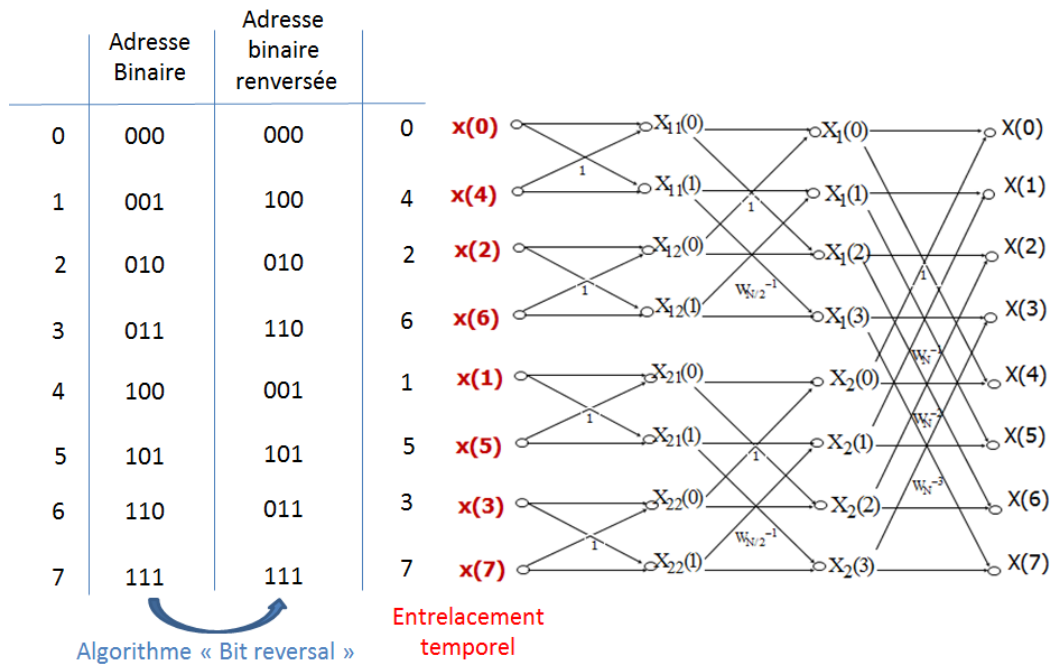 Adresse Binaire
Adresse binaire renversée
0 000 000 0
1 001 100 4
2 010 010 2
3 011 110 6
4 100 001 1
5 101 101 5
6 110 011 3
7 111 111 7
Algorithme « Bit reversal »
Entrelacement temporel
x(0) X11(0) X1(0) X(0)
1
x(4) X11(1) X1(1) X(1)
1
x(2) X12(0) X1(2) X(2)
1
1
WN/2⁻¹
x(6) X12(1) X1(3) X(3)
WN⁻¹
x(1) X21(0) X2(0) X(4)
1
WN⁻²
x(5) X21(1) X2(1) X(5)
1
WN⁻³
x(3) X22(0) X2(2) X(6)
1
WN/2⁻¹
x(7) X22(1) X2(3) X(7)